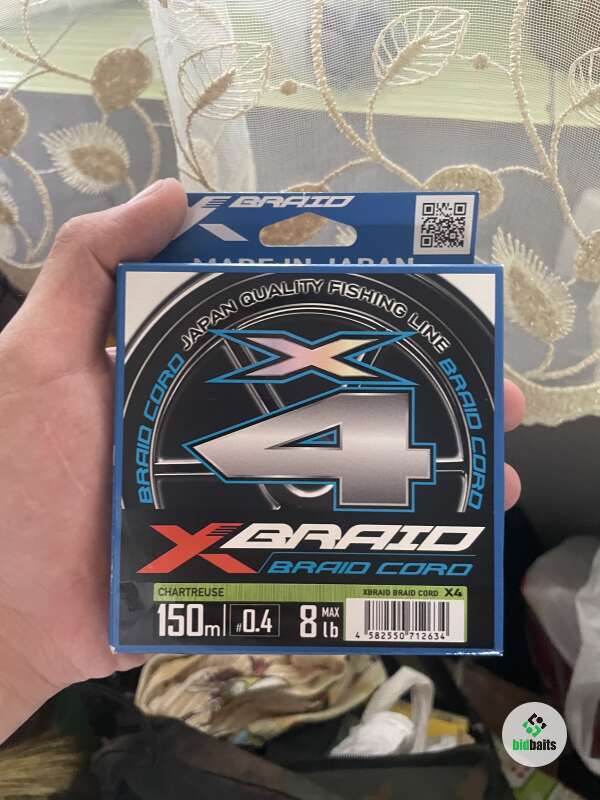 X BRAID
MADE IN JAPAN
JAPAN QUALITY FISHING LINE
BRAID CORD
BRAID CORD
X
4
XBRAID
BRAID CORD
CHARTREUSE
150m #0.4 8 MAX lb
XBRAID BRAID CORD X4
4 582550 712634
bidbaits